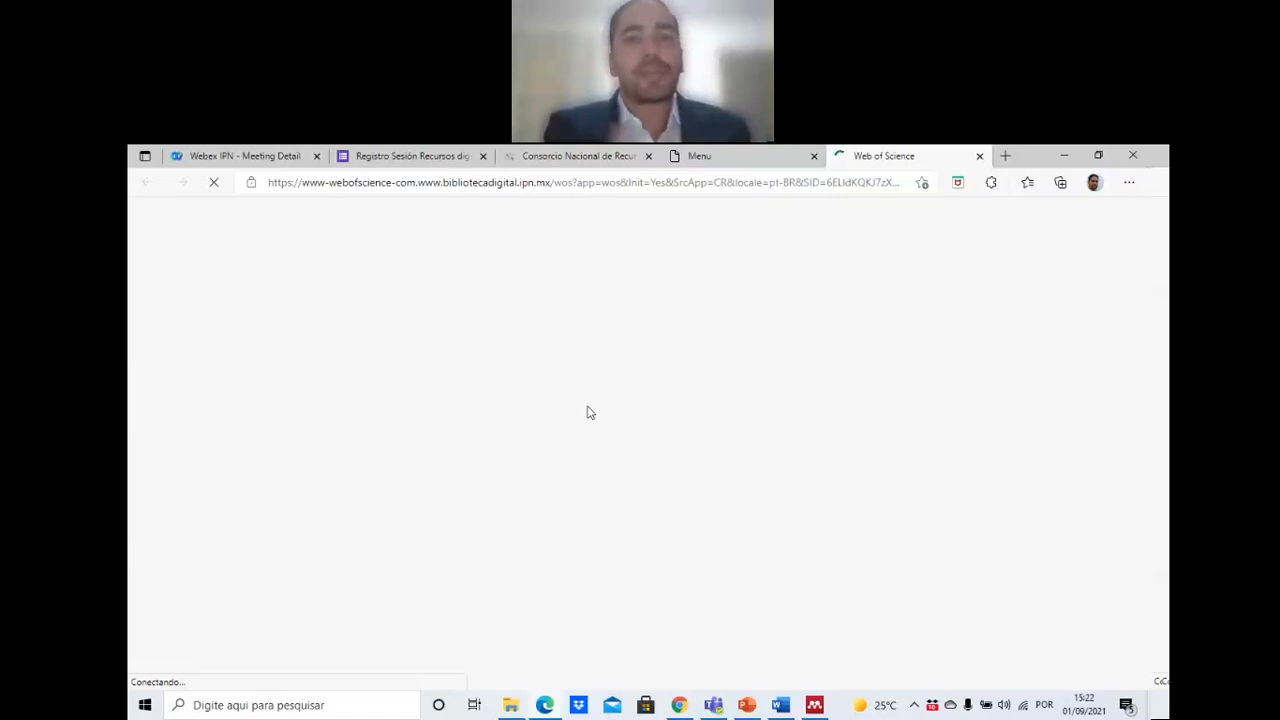 Webex IPN - Meeting Detail
Registro Sesión Recursos dig
Consorcio Nacional de Recur
Menu
Web of Science
https://www-webofscience-com.www.bibliotecadigital.ipn.mx/wos?app=wos&Init=Yes&SrcApp=CR&locale=pt-BR&SID=6ELIdKQKJ7zX...
Conectando...
Digite aqui para pesquisar
25°C
POR
15:22
01/09/2021